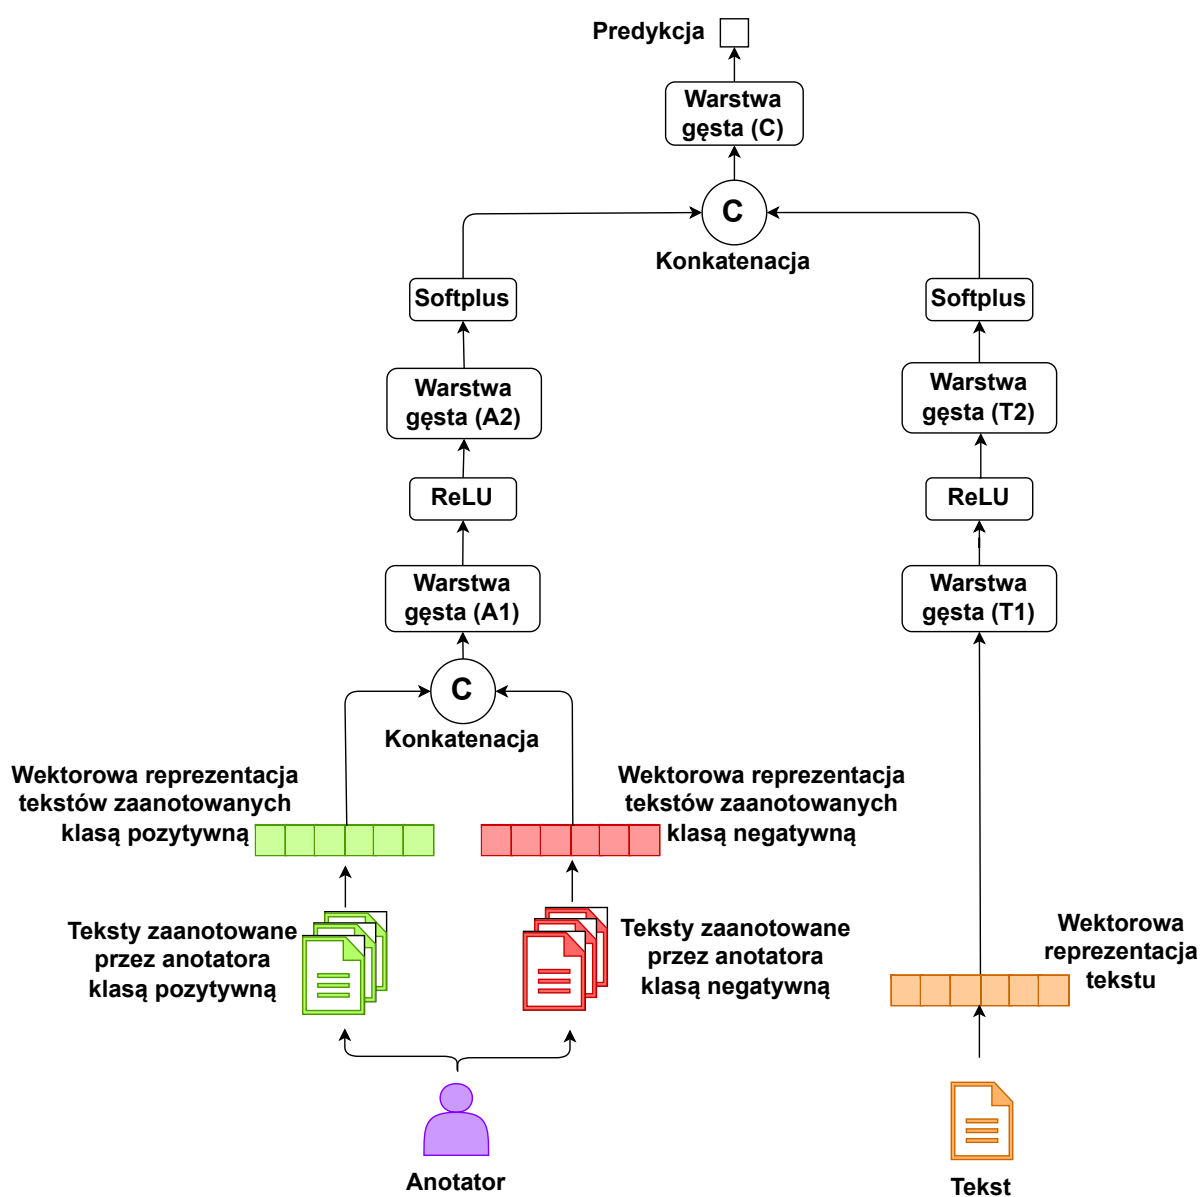 Predykcja
Warstwa
gęsta (C)
C
Konkatenacja
Softplus
Softplus
Warstwa
gęsta (A2)
Warstwa
gęsta (T2)
ReLU
ReLU
Warstwa
gęsta (A1)
Warstwa
gęsta (T1)
C
Konkatenacja
Wektorowa reprezentacja
tekstów zaanotowanych
klasą pozytywną
Wektorowa reprezentacja
tekstów zaanotowanych
klasą negatywną
Teksty zaanotowane
przez anotatora
klasą pozytywną
Teksty zaanotowane
przez anotatora
klasą negatywną
Wektorowa
reprezentacja
tekstu
Anotator
Tekst